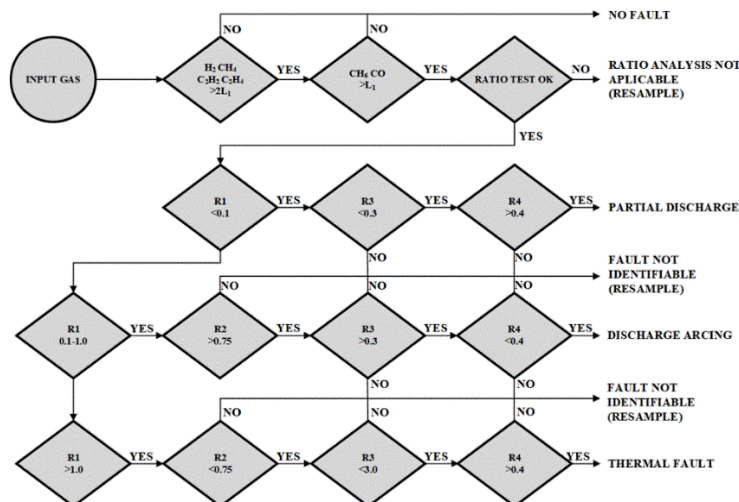 NO
NO
NO FAULT
INPUT GAS
H₂ CH₄
C₂H₂ C₂H₄
>2L₁
YES
CH₆ CO
>L₁
YES
RATIO TEST OK
NO
RATIO ANALYSIS NOT
APLICABLE
(RESAMPLE)
YES
R1
<0.1
YES
R3
<0.3
YES
R4
>0.4
YES
PARTIAL DISCHARGE
NO
NO
NO
NO
NO
FAULT NOT
IDENTIFIABLE
(RESAMPLE)
R1
0.1-1.0
YES
R2
>0.75
YES
R3
>0.3
YES
R4
<0.4
YES
DISCHARGE ARCING
NO
NO
NO
NO
NO
FAULT NOT
IDENTIFIABLE
(RESAMPLE)
R1
>1.0
YES
R2
<0.75
YES
R3
<3.0
YES
R4
>0.4
YES
THERMAL FAULT